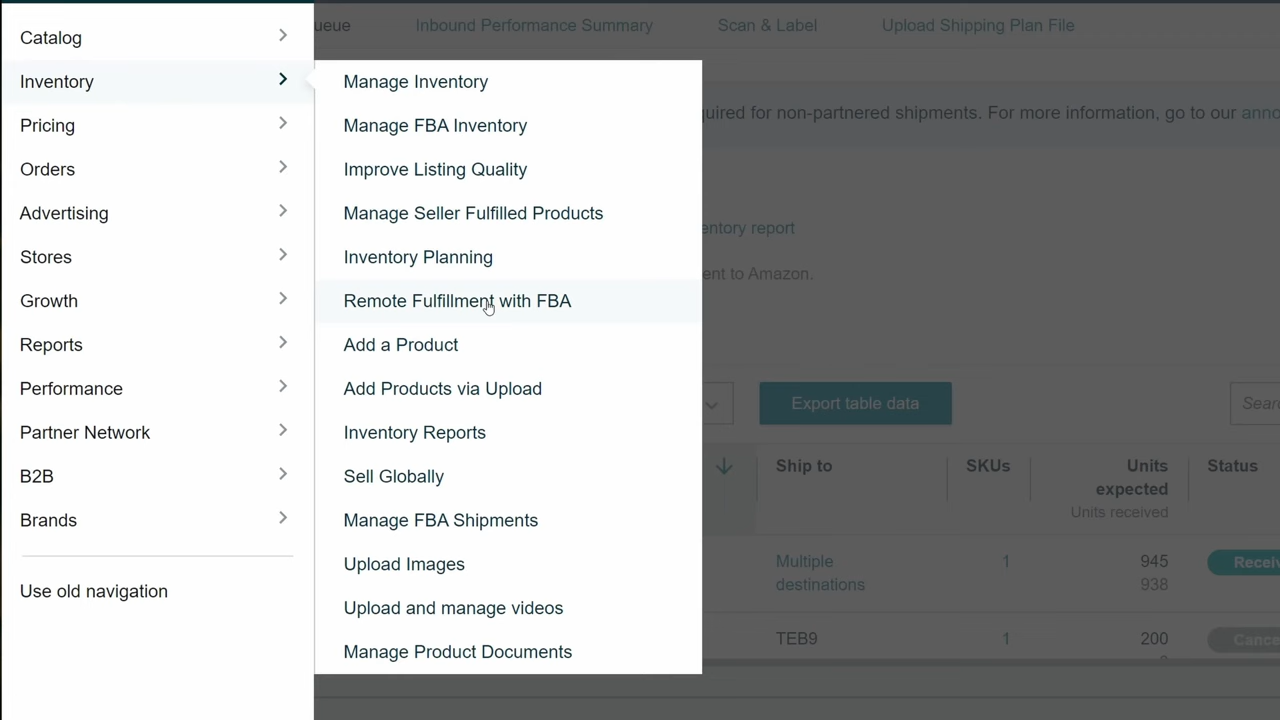 Catalog
Inventory
Pricing
Orders
Advertising
Stores
Growth
Reports
Performance
Partner Network
B2B
Brands
Use old navigation
Manage Inventory
Manage FBA Inventory
Improve Listing Quality
Manage Seller Fulfilled Products
Inventory Planning
Remote Fulfillment with FBA
Add a Product
Add Products via Upload
Inventory Reports
Sell Globally
Manage FBA Shipments
Upload Images
Upload and manage videos
Manage Product Documents
Inbound Performance Summary
Scan & Label
Upload Shipping Plan File
for non-partnered shipments. For more information, go to our
report
to Amazon.
Export table data
Ship to
SKUs
Units
expected
Units received
Status
Multiple
destinations
1
945
938
TEB9
1
200